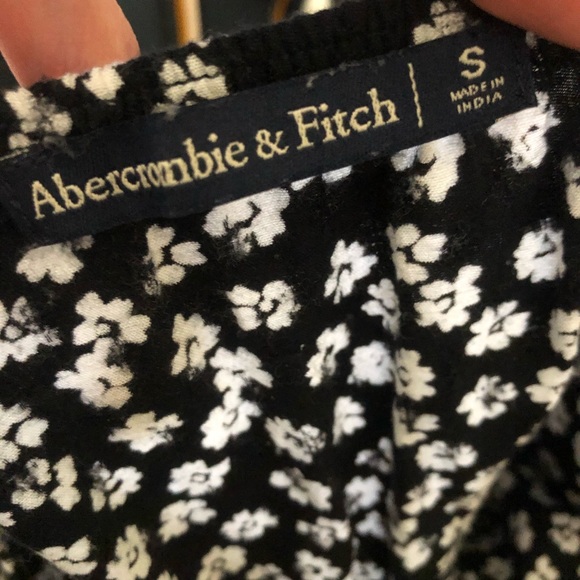 Abercrombie & Fitch
S
MADE IN
INDIA